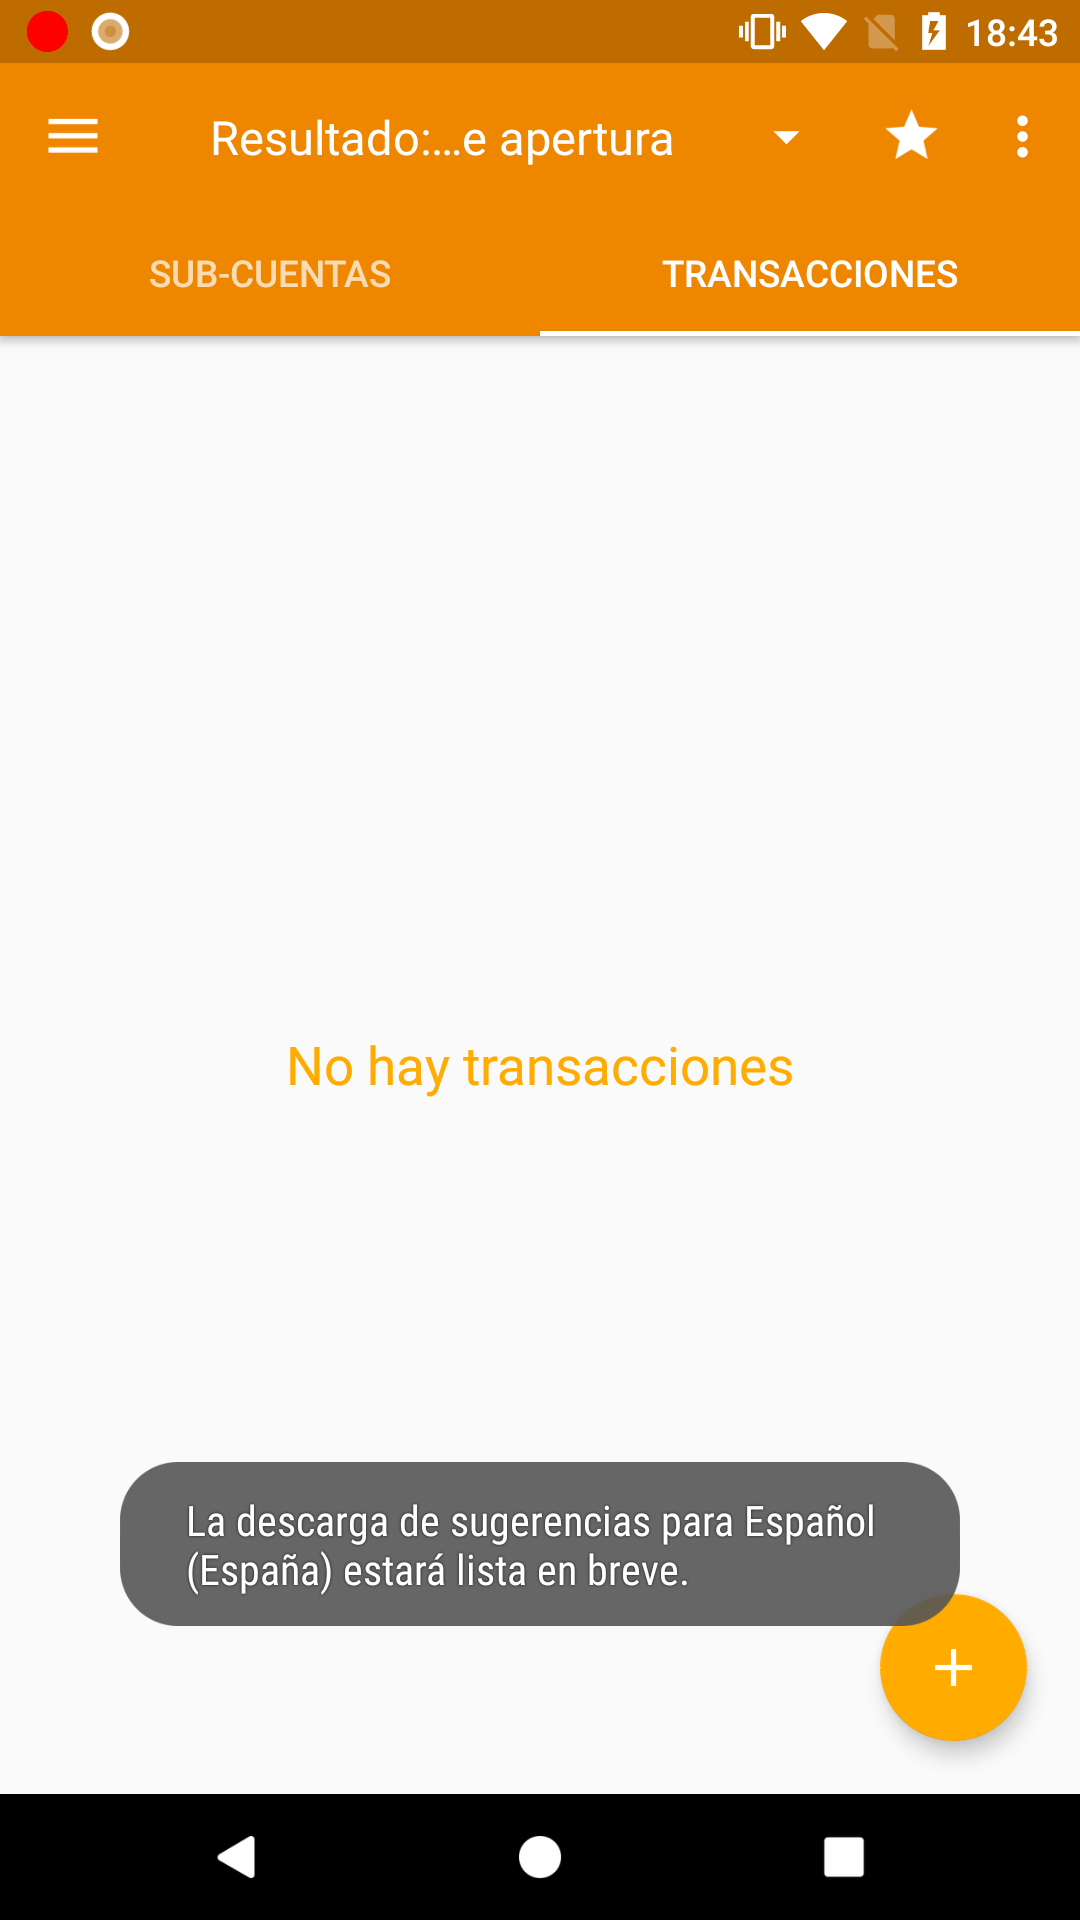 18:43
Resultado:...e apertura
SUB-CUENTAS
TRANSACCIONES
No hay transacciones
La descarga de sugerencias para Español
(España) estará lista en breve.